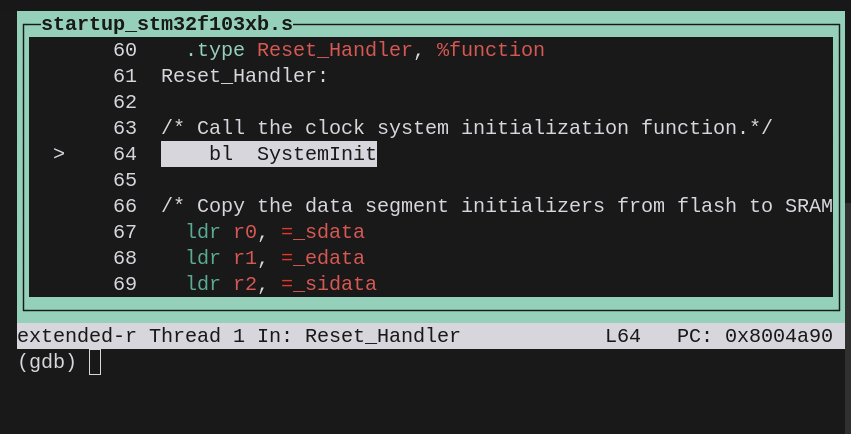 startup_stm32f103xb.s
60 .type Reset_Handler, %function
61 Reset_Handler:
62
63 /* Call the clock system initialization function.*/
> 64 bl SystemInit
65
66 /* Copy the data segment initializers from flash to SRAM
67 ldr r0, =_sdata
68 ldr r1, =_edata
69 ldr r2, =_sidata
extended-r Thread 1 In: Reset_Handler L64 PC: 0x8004a90
(gdb)